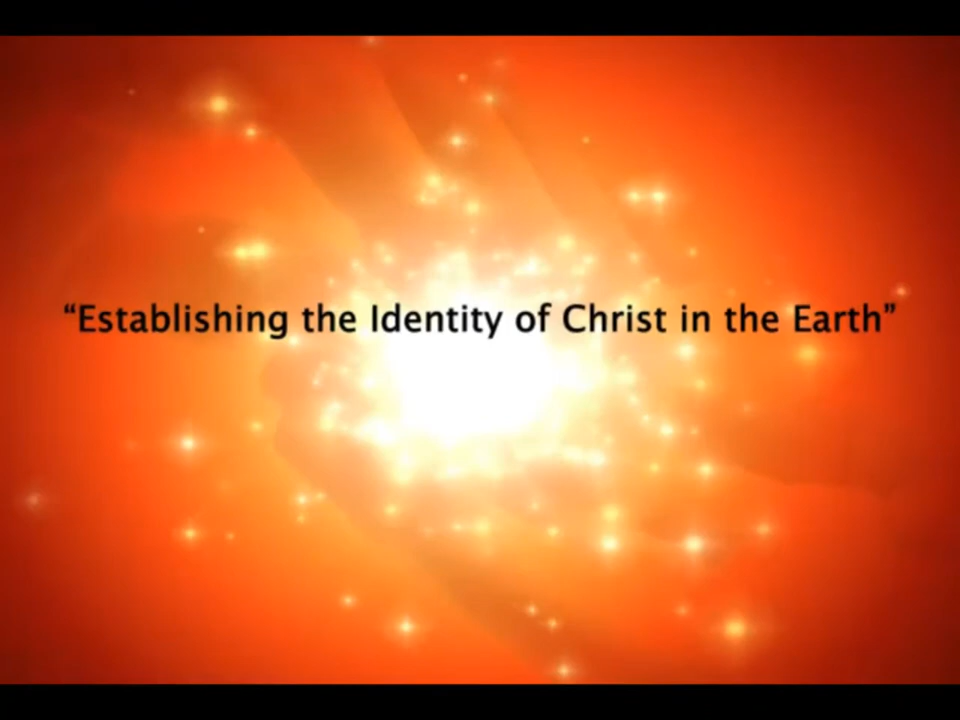 “Establishing the Identity of Christ in the Earth”